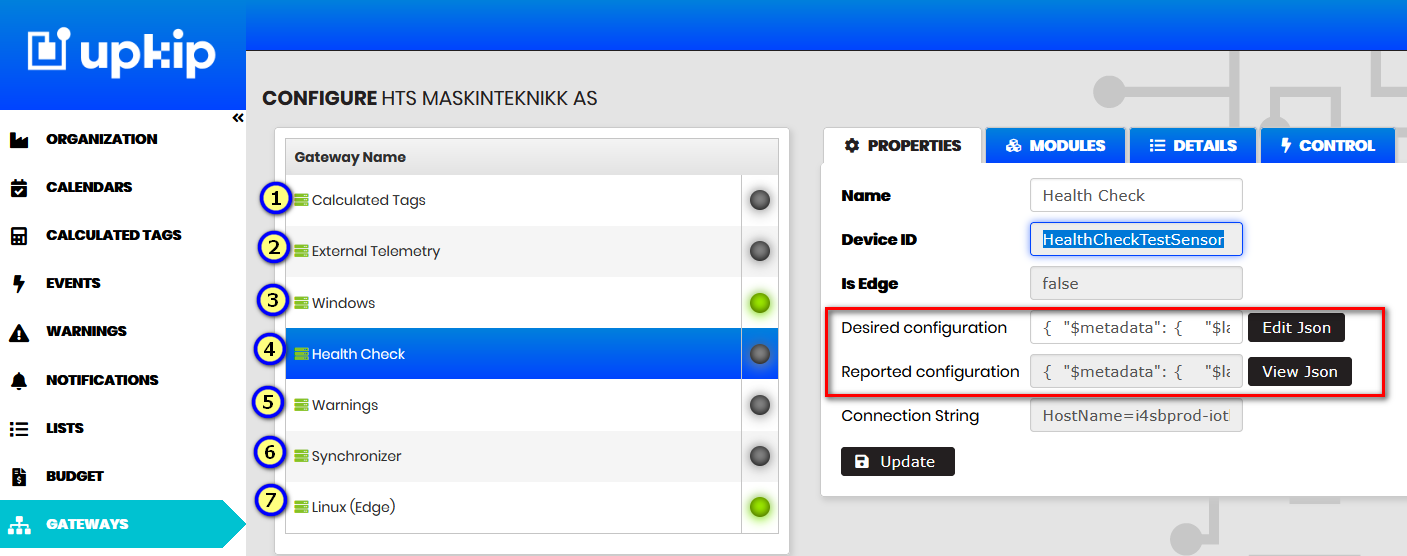 upkip
«
ORGANIZATION
CALENDARS
CALCULATED TAGS
EVENTS
WARNINGS
NOTIFICATIONS
LISTS
BUDGET
GATEWAYS
CONFIGURE HTS MASKINTEKNIKK AS
Gateway Name
1 Calculated Tags
2 External Telemetry
3 Windows
4 Health Check
5 Warnings
6 Synchronizer
7 Linux (Edge)
PROPERTIES MODULES DETAILS CONTROL
Name Health Check
Device ID HealthCheckTestSensor
Is Edge false
Desired configuration { "$metadata": { "$la Edit Json
Reported configuration { "$metadata": { "$la View Json
Connection String HostName=i4sbprod-iot
Update